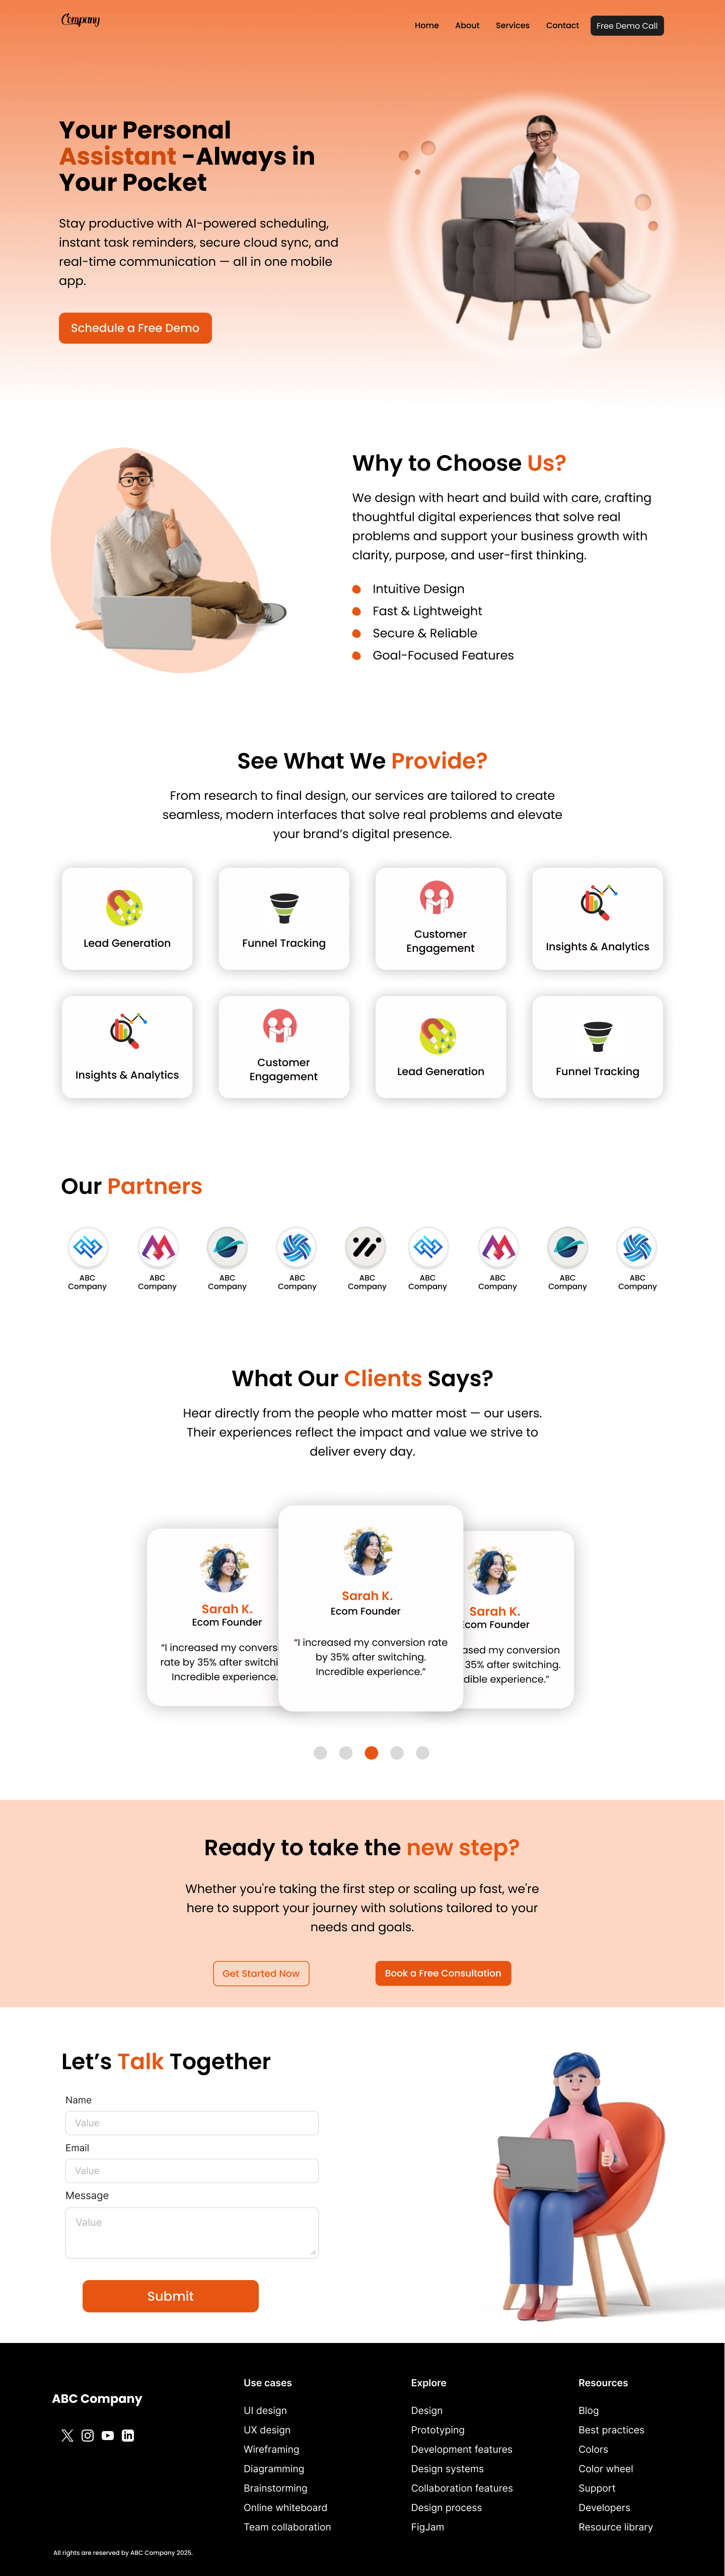 Company
Home About Services Contact Free Demo Call
Your Personal
Assistant -Always in
Your Pocket
Stay productive with AI-powered scheduling,
instant task reminders, secure cloud sync, and
real-time communication — all in one mobile
app.
Schedule a Free Demo
Why to Choose Us?
We design with heart and build with care, crafting
thoughtful digital experiences that solve real
problems and support your business growth with
clarity, purpose, and user-first thinking.
Intuitive Design
Fast & Lightweight
Secure & Reliable
Goal-Focused Features
See What We Provide?
From research to final design, our services are tailored to create
seamless, modern interfaces that solve real problems and elevate
your brand's digital presence.
Lead Generation
Funnel Tracking
Customer
Engagement
Insights & Analytics
Insights & Analytics
Customer
Engagement
Lead Generation
Funnel Tracking
Our Partners
ABC
Company
ABC
Company
ABC
Company
ABC
Company
ABC
Company
ABC
Company
ABC
Company
ABC
Company
ABC
Company
What Our Clients Says?
Hear directly from the people who matter most — our users.
Their experiences reflect the impact and value we strive to
deliver every day.
Sarah K.
Ecom Founder
“I increased my convers
rate by 35% after switchi
Incredible experience.
Sarah K.
Ecom Founder
“I increased my conversion rate
by 35% after switching.
Incredible experience.”
Sarah K.
Ecom Founder
ased my conversion
35% after switching.
dible experience.”
Ready to take the new step?
Whether you're taking the first step or scaling up fast, we're
here to support your journey with solutions tailored to your
needs and goals.
Get Started Now
Book a Free Consultation
Let’s Talk Together
Name
Value
Email
Value
Message
Value
Submit
ABC Company
Use cases
UI design
UX design
Wireframing
Diagramming
Brainstorming
Online whiteboard
Team collaboration
Explore
Design
Prototyping
Development features
Design systems
Collaboration features
Design process
FigJam
Resources
Blog
Best practices
Colors
Color wheel
Support
Developers
Resource library
All rights are reserved by ABC Company 2025.